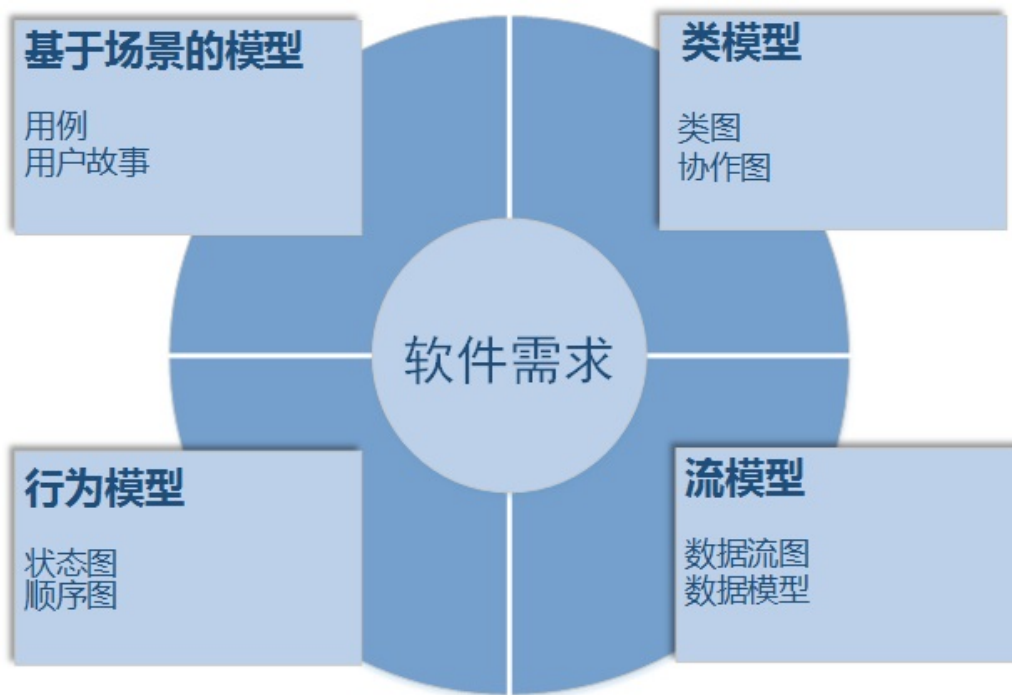 基于场景的模型
用例
用户故事
类模型
类图
协作图
软件需求
行为模型
状态图
顺序图
流模型
数据流图
数据模型